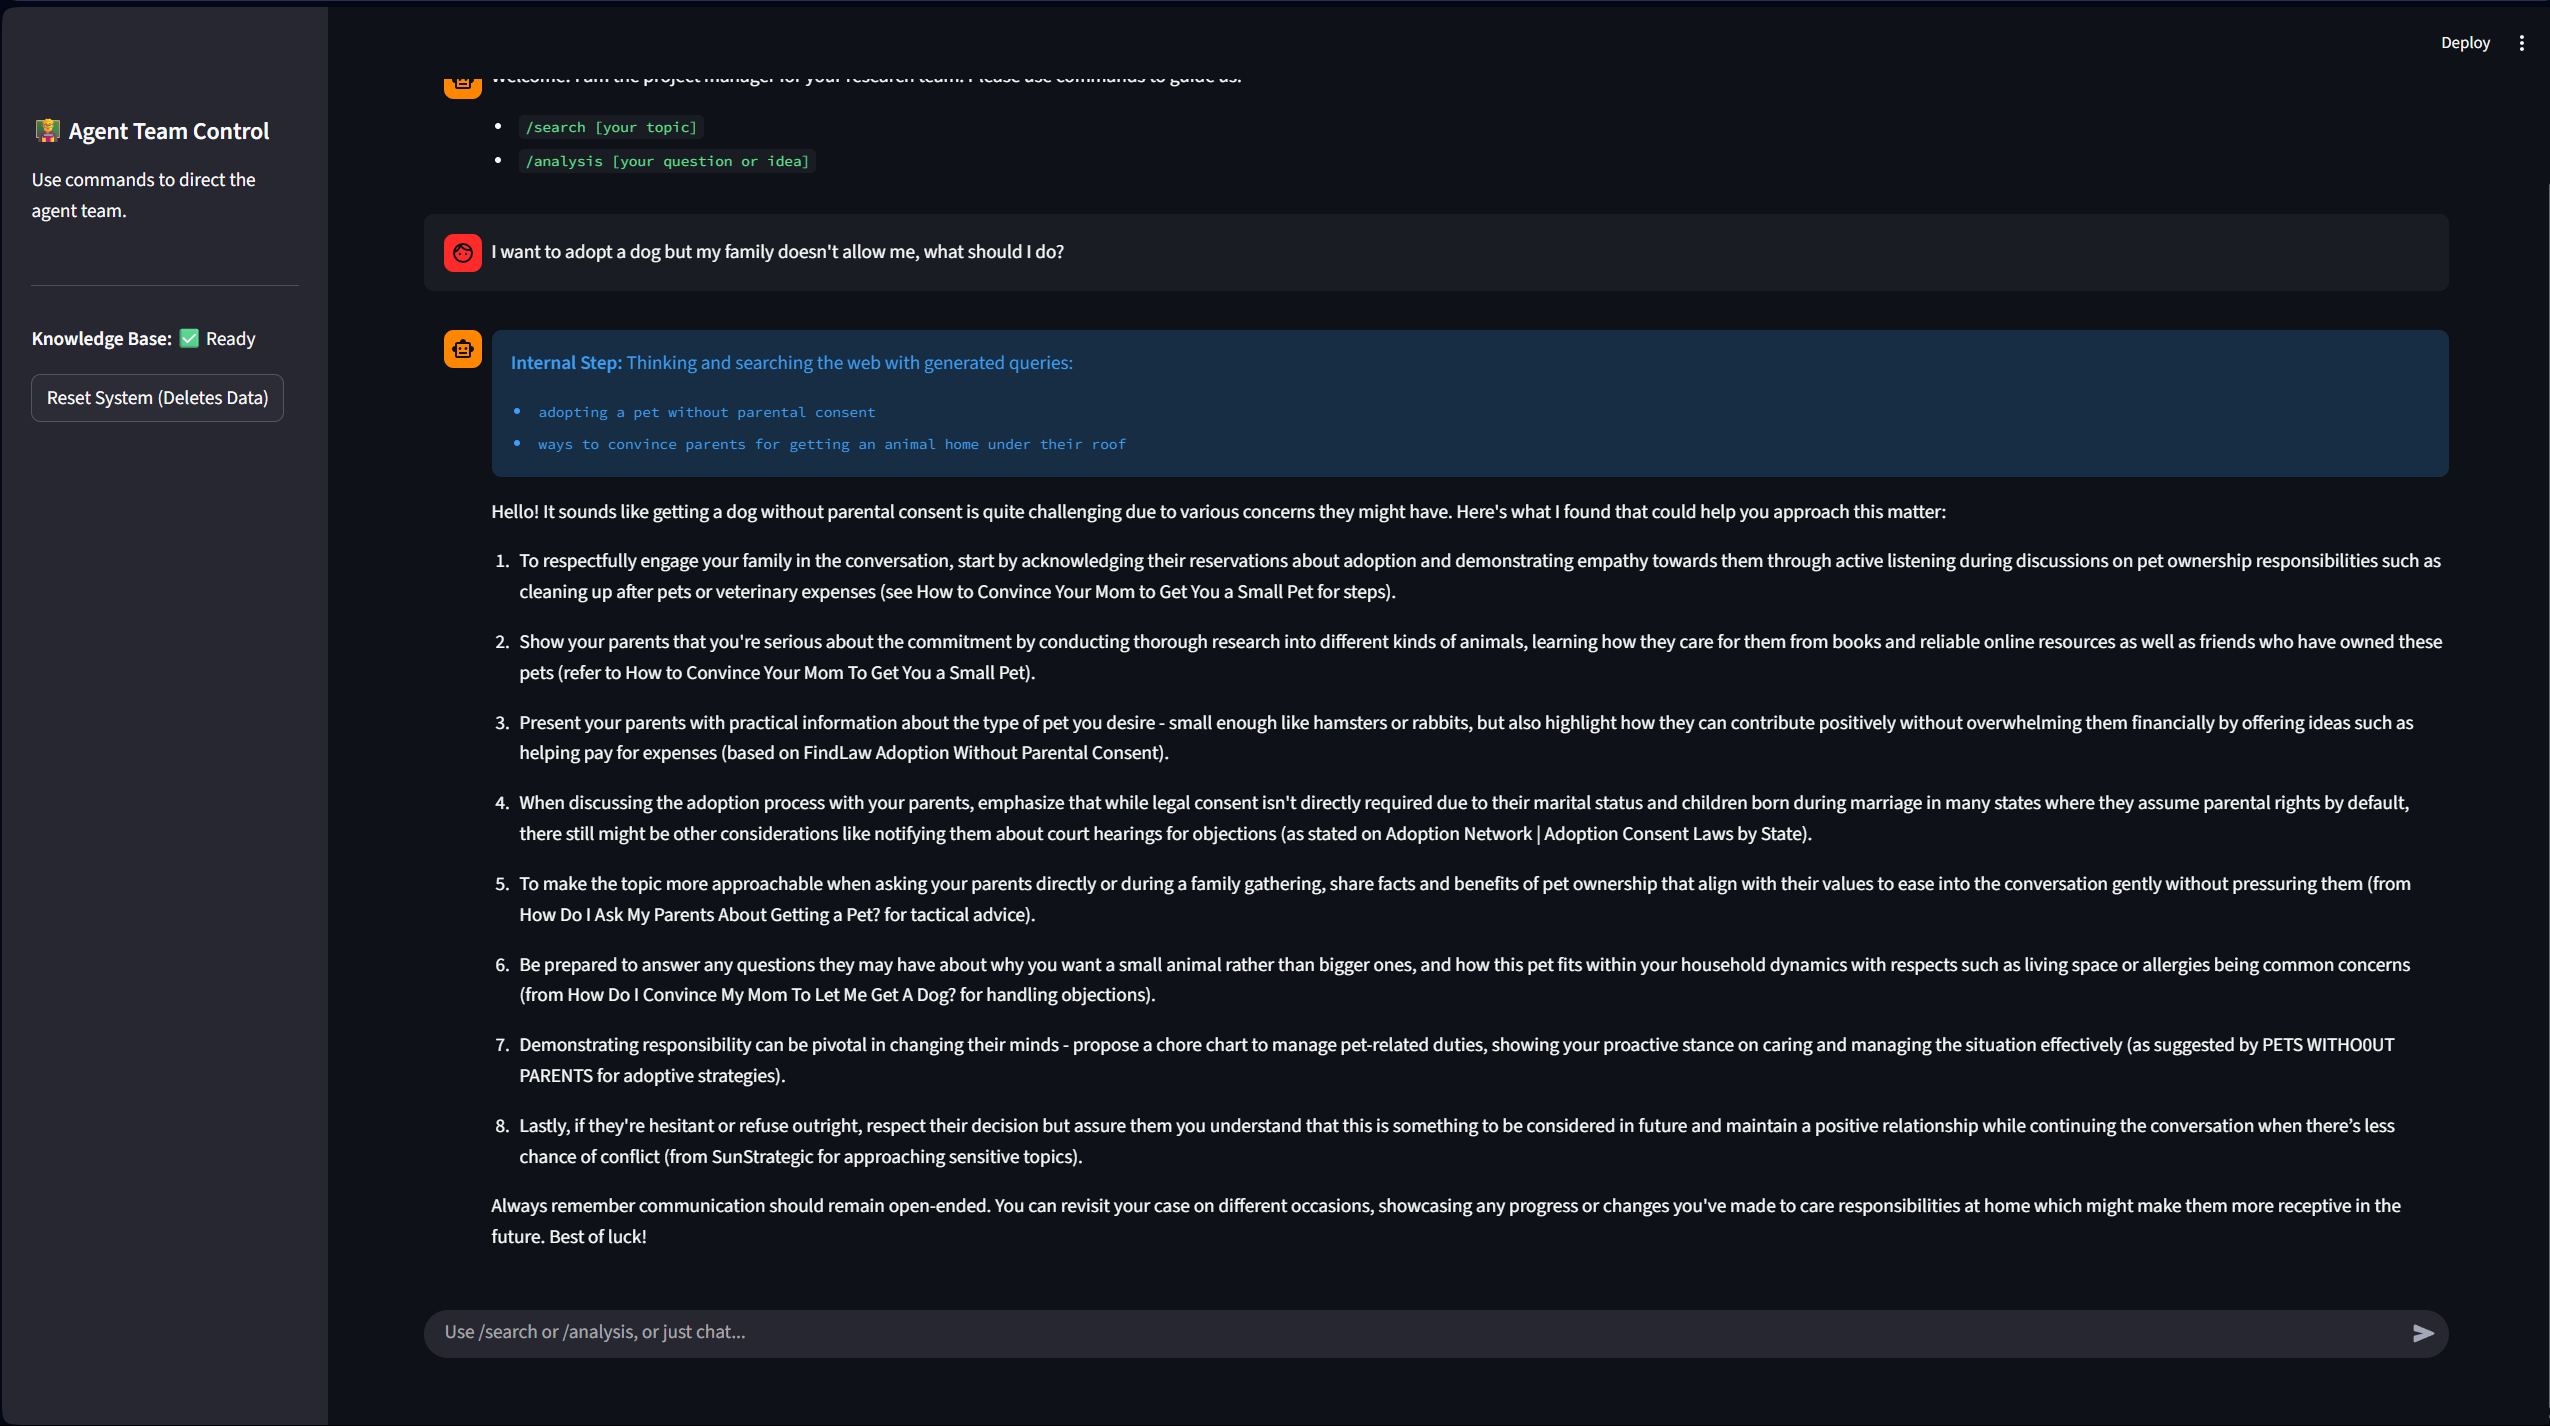 Deploy
Agent Team Control
Use commands to direct the
agent team.
Knowledge Base: ✅ Ready
Reset System (Deletes Data)
Welcome! I am the project manager for your research team. Please use commands to guide us.
• /search [your topic]
• /analysis [your question or idea]
I want to adopt a dog but my family doesn't allow me, what should I do?
Internal Step: Thinking and searching the web with generated queries:
• adopting a pet without parental consent
• ways to convince parents for getting an animal home under their roof
Hello! It sounds like getting a dog without parental consent is quite challenging due to various concerns they might have. Here's what I found that could help you approach this matter:
1. To respectfully engage your family in the conversation, start by acknowledging their reservations about adoption and demonstrating empathy towards them through active listening during discussions on pet ownership responsibilities such as
cleaning up after pets or veterinary expenses (see How to Convince Your Mom to Get You a Small Pet for steps).
2. Show your parents that you're serious about the commitment by conducting thorough research into different kinds of animals, learning how they care for them from books and reliable online resources as well as friends who have owned these
pets (refer to How to Convince Your Mom To Get You a Small Pet).
3. Present your parents with practical information about the type of pet you desire - small enough like hamsters or rabbits, but also highlight how they can contribute positively without overwhelming them financially by offering ideas such as
helping pay for expenses (based on FindLaw Adoption Without Parental Consent).
4. When discussing the adoption process with your parents, emphasize that while legal consent isn't directly required due to their marital status and children born during marriage in many states where they assume parental rights by default,
there still might be other considerations like notifying them about court hearings for objections (as stated on Adoption Network | Adoption Consent Laws by State).
5. To make the topic more approachable when asking your parents directly or during a family gathering, share facts and benefits of pet ownership that align with their values to ease into the conversation gently without pressuring them (from
How Do I Ask My Parents About Getting a Pet? for tactical advice).
6. Be prepared to answer any questions they may have about why you want a small animal rather than bigger ones, and how this pet fits within your household dynamics with respects such as living space or allergies being common concerns
(from How Do I Convince My Mom To Let Me Get A Dog? for handling objections).
7. Demonstrating responsibility can be pivotal in changing their minds - propose a chore chart to manage pet-related duties, showing your proactive stance on caring and managing the situation effectively (as suggested by PETS WITHO0UT
PARENTS for adoptive strategies).
8. Lastly, if they're hesitant or refuse outright, respect their decision but assure them you understand that this is something to be considered in future and maintain a positive relationship while continuing the conversation when there’s less
chance of conflict (from SunStrategic for approaching sensitive topics).
Always remember communication should remain open-ended. You can revisit your case on different occasions, showcasing any progress or changes you've made to care responsibilities at home which might make them more receptive in the
future. Best of luck!
Use /search or /analysis, or just chat...